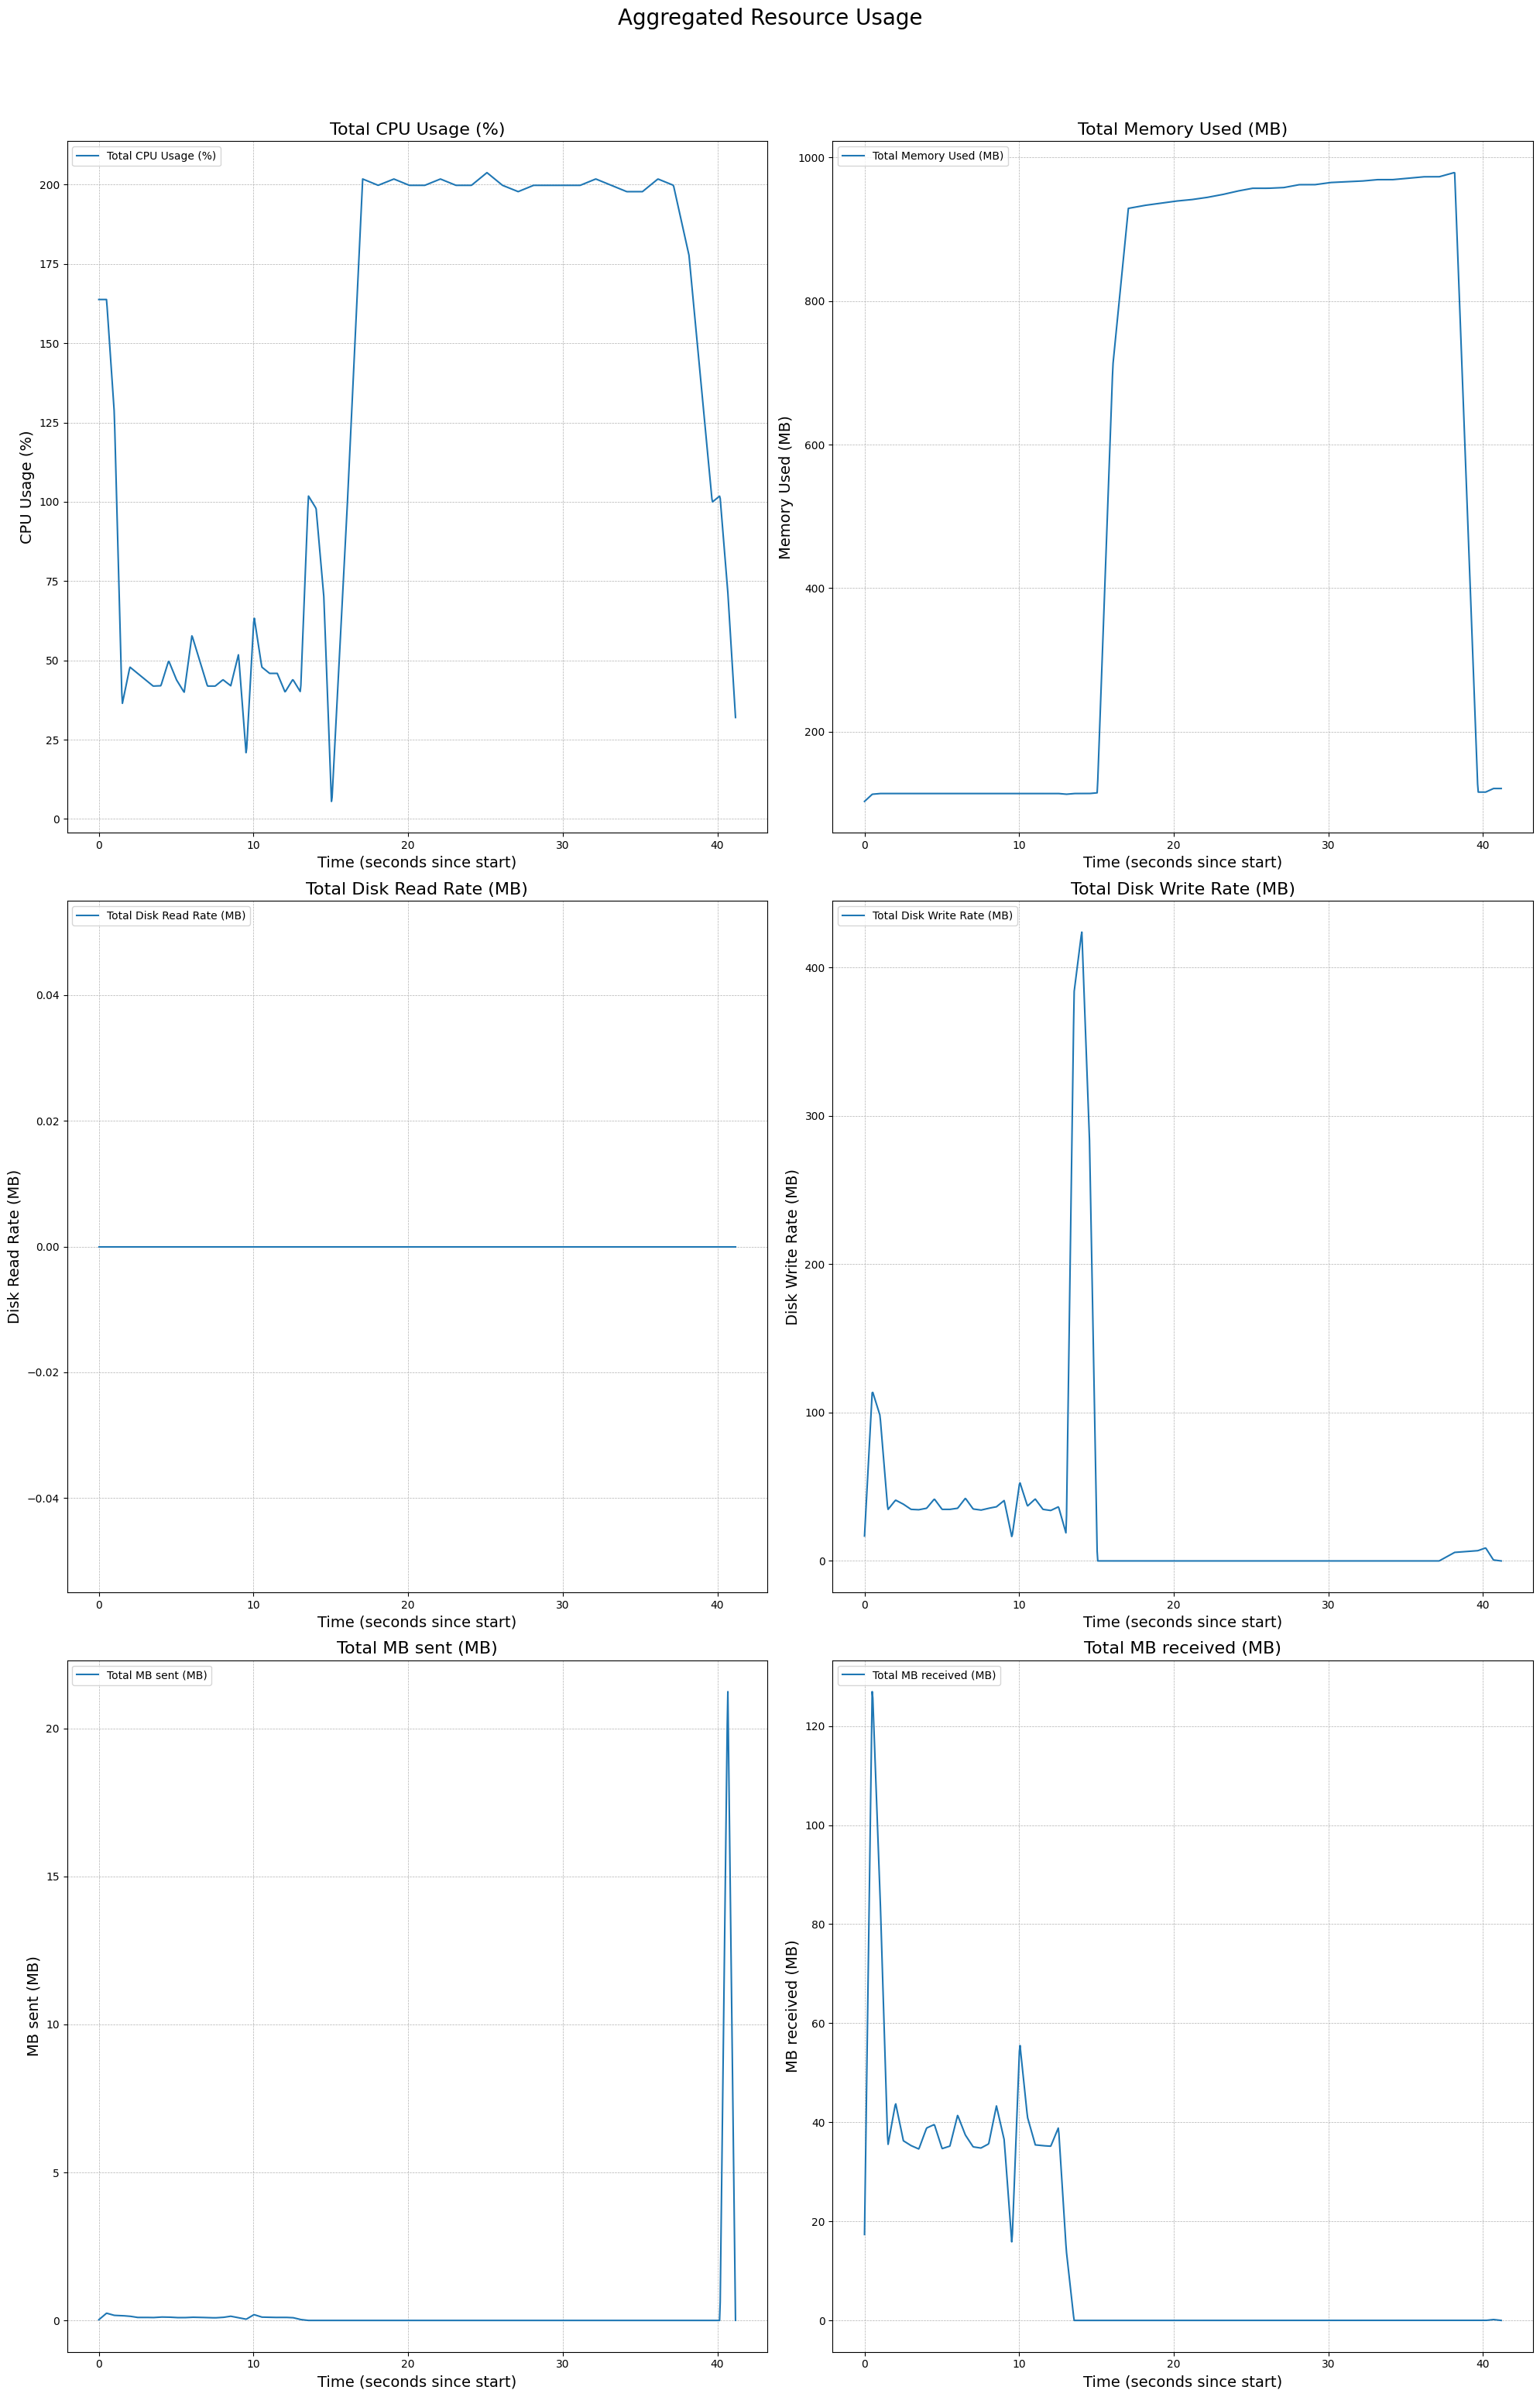 Aggregated Resource Usage
Total CPU Usage (%)
Total CPU Usage (%)
CPU Usage (%)
200
175
150
125
100
75
50
25
0
0 10 20 30 40
Time (seconds since start)
Total Memory Used (MB)
Total Memory Used (MB)
Memory Used (MB)
1000
800
600
400
200
0 10 20 30 40
Time (seconds since start)
Total Disk Read Rate (MB)
Total Disk Read Rate (MB)
Disk Read Rate (MB)
0.04
0.02
0.00
−0.02
−0.04
0 10 20 30 40
Time (seconds since start)
Total Disk Write Rate (MB)
Total Disk Write Rate (MB)
Disk Write Rate (MB)
400
300
200
100
0
0 10 20 30 40
Time (seconds since start)
Total MB sent (MB)
Total MB sent (MB)
MB sent (MB)
20
15
10
5
0
0 10 20 30 40
Time (seconds since start)
Total MB received (MB)
Total MB received (MB)
MB received (MB)
120
100
80
60
40
20
0
0 10 20 30 40
Time (seconds since start)